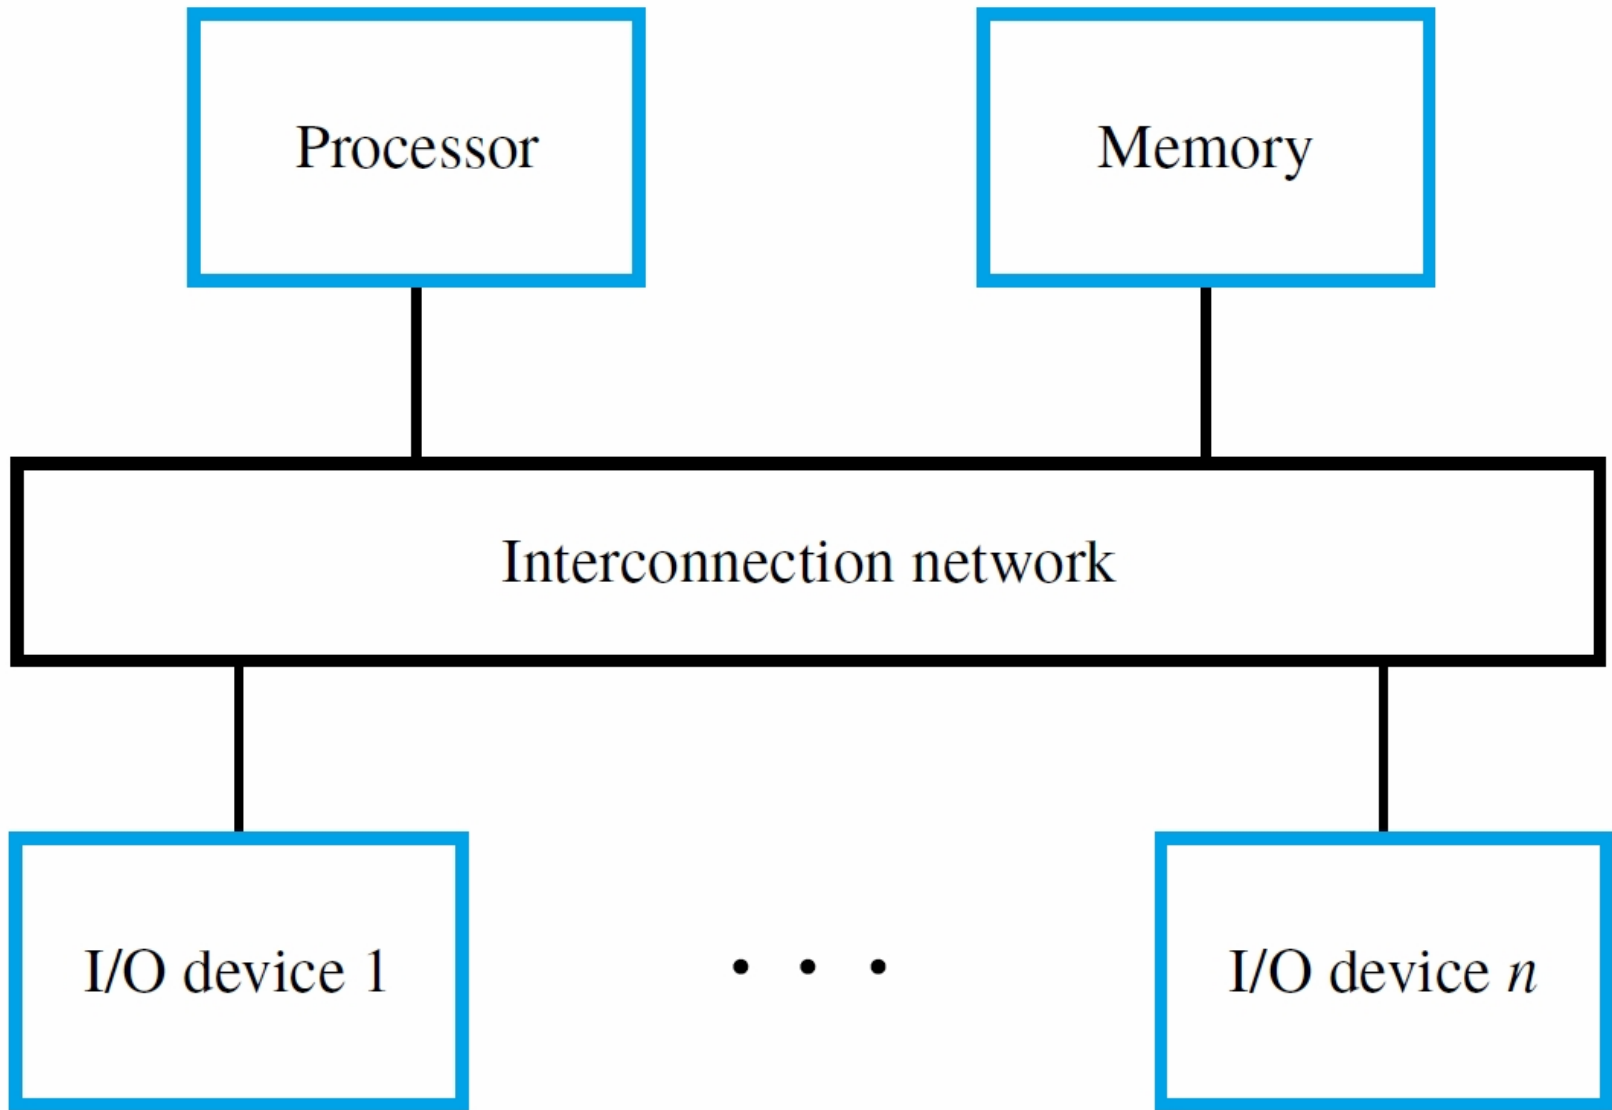 Processor
Memory
Interconnection network
I/O device 1
. . .
I/O device n